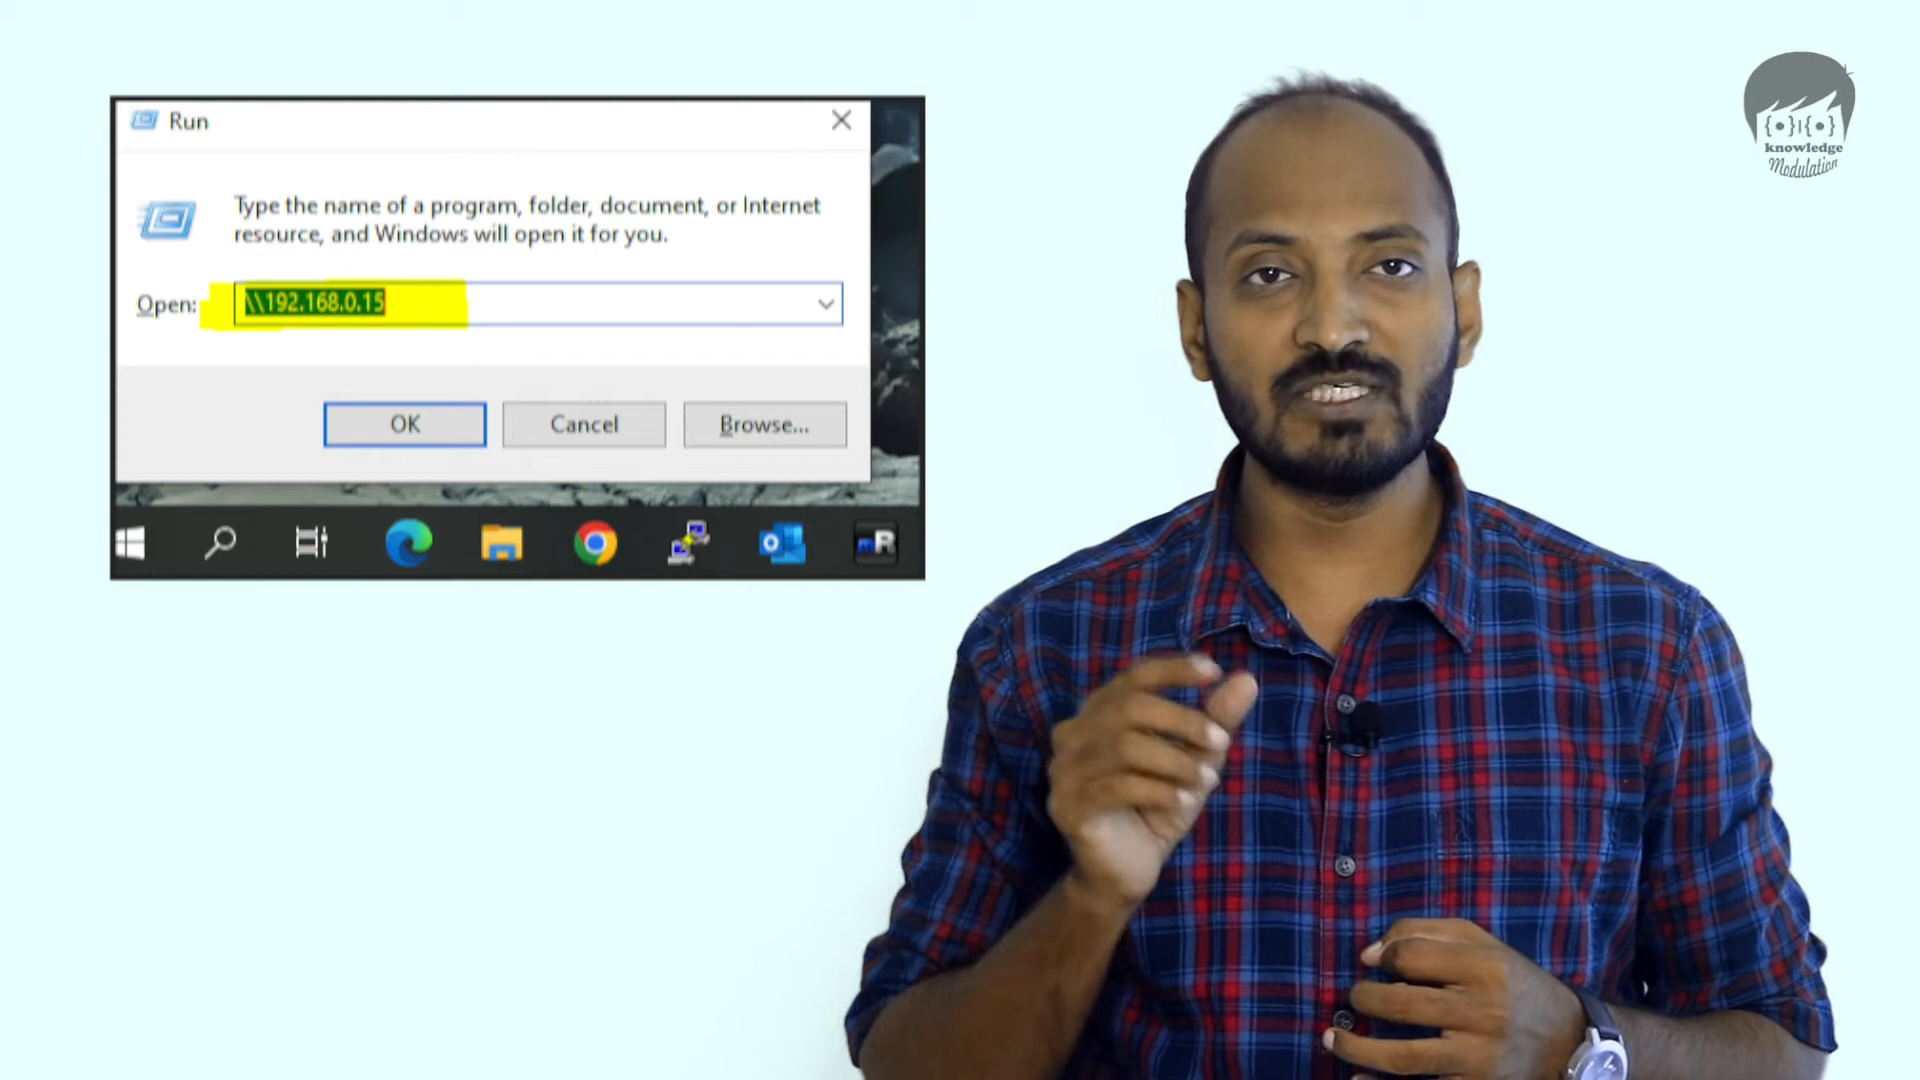 Run
Type the name of a program, folder, document, or Internet
resource, and Windows will open it for you.
Open:
\\192.168.0.15
OK
Cancel
Browse...
mR
{•}|{•}
knowledge
Modulation